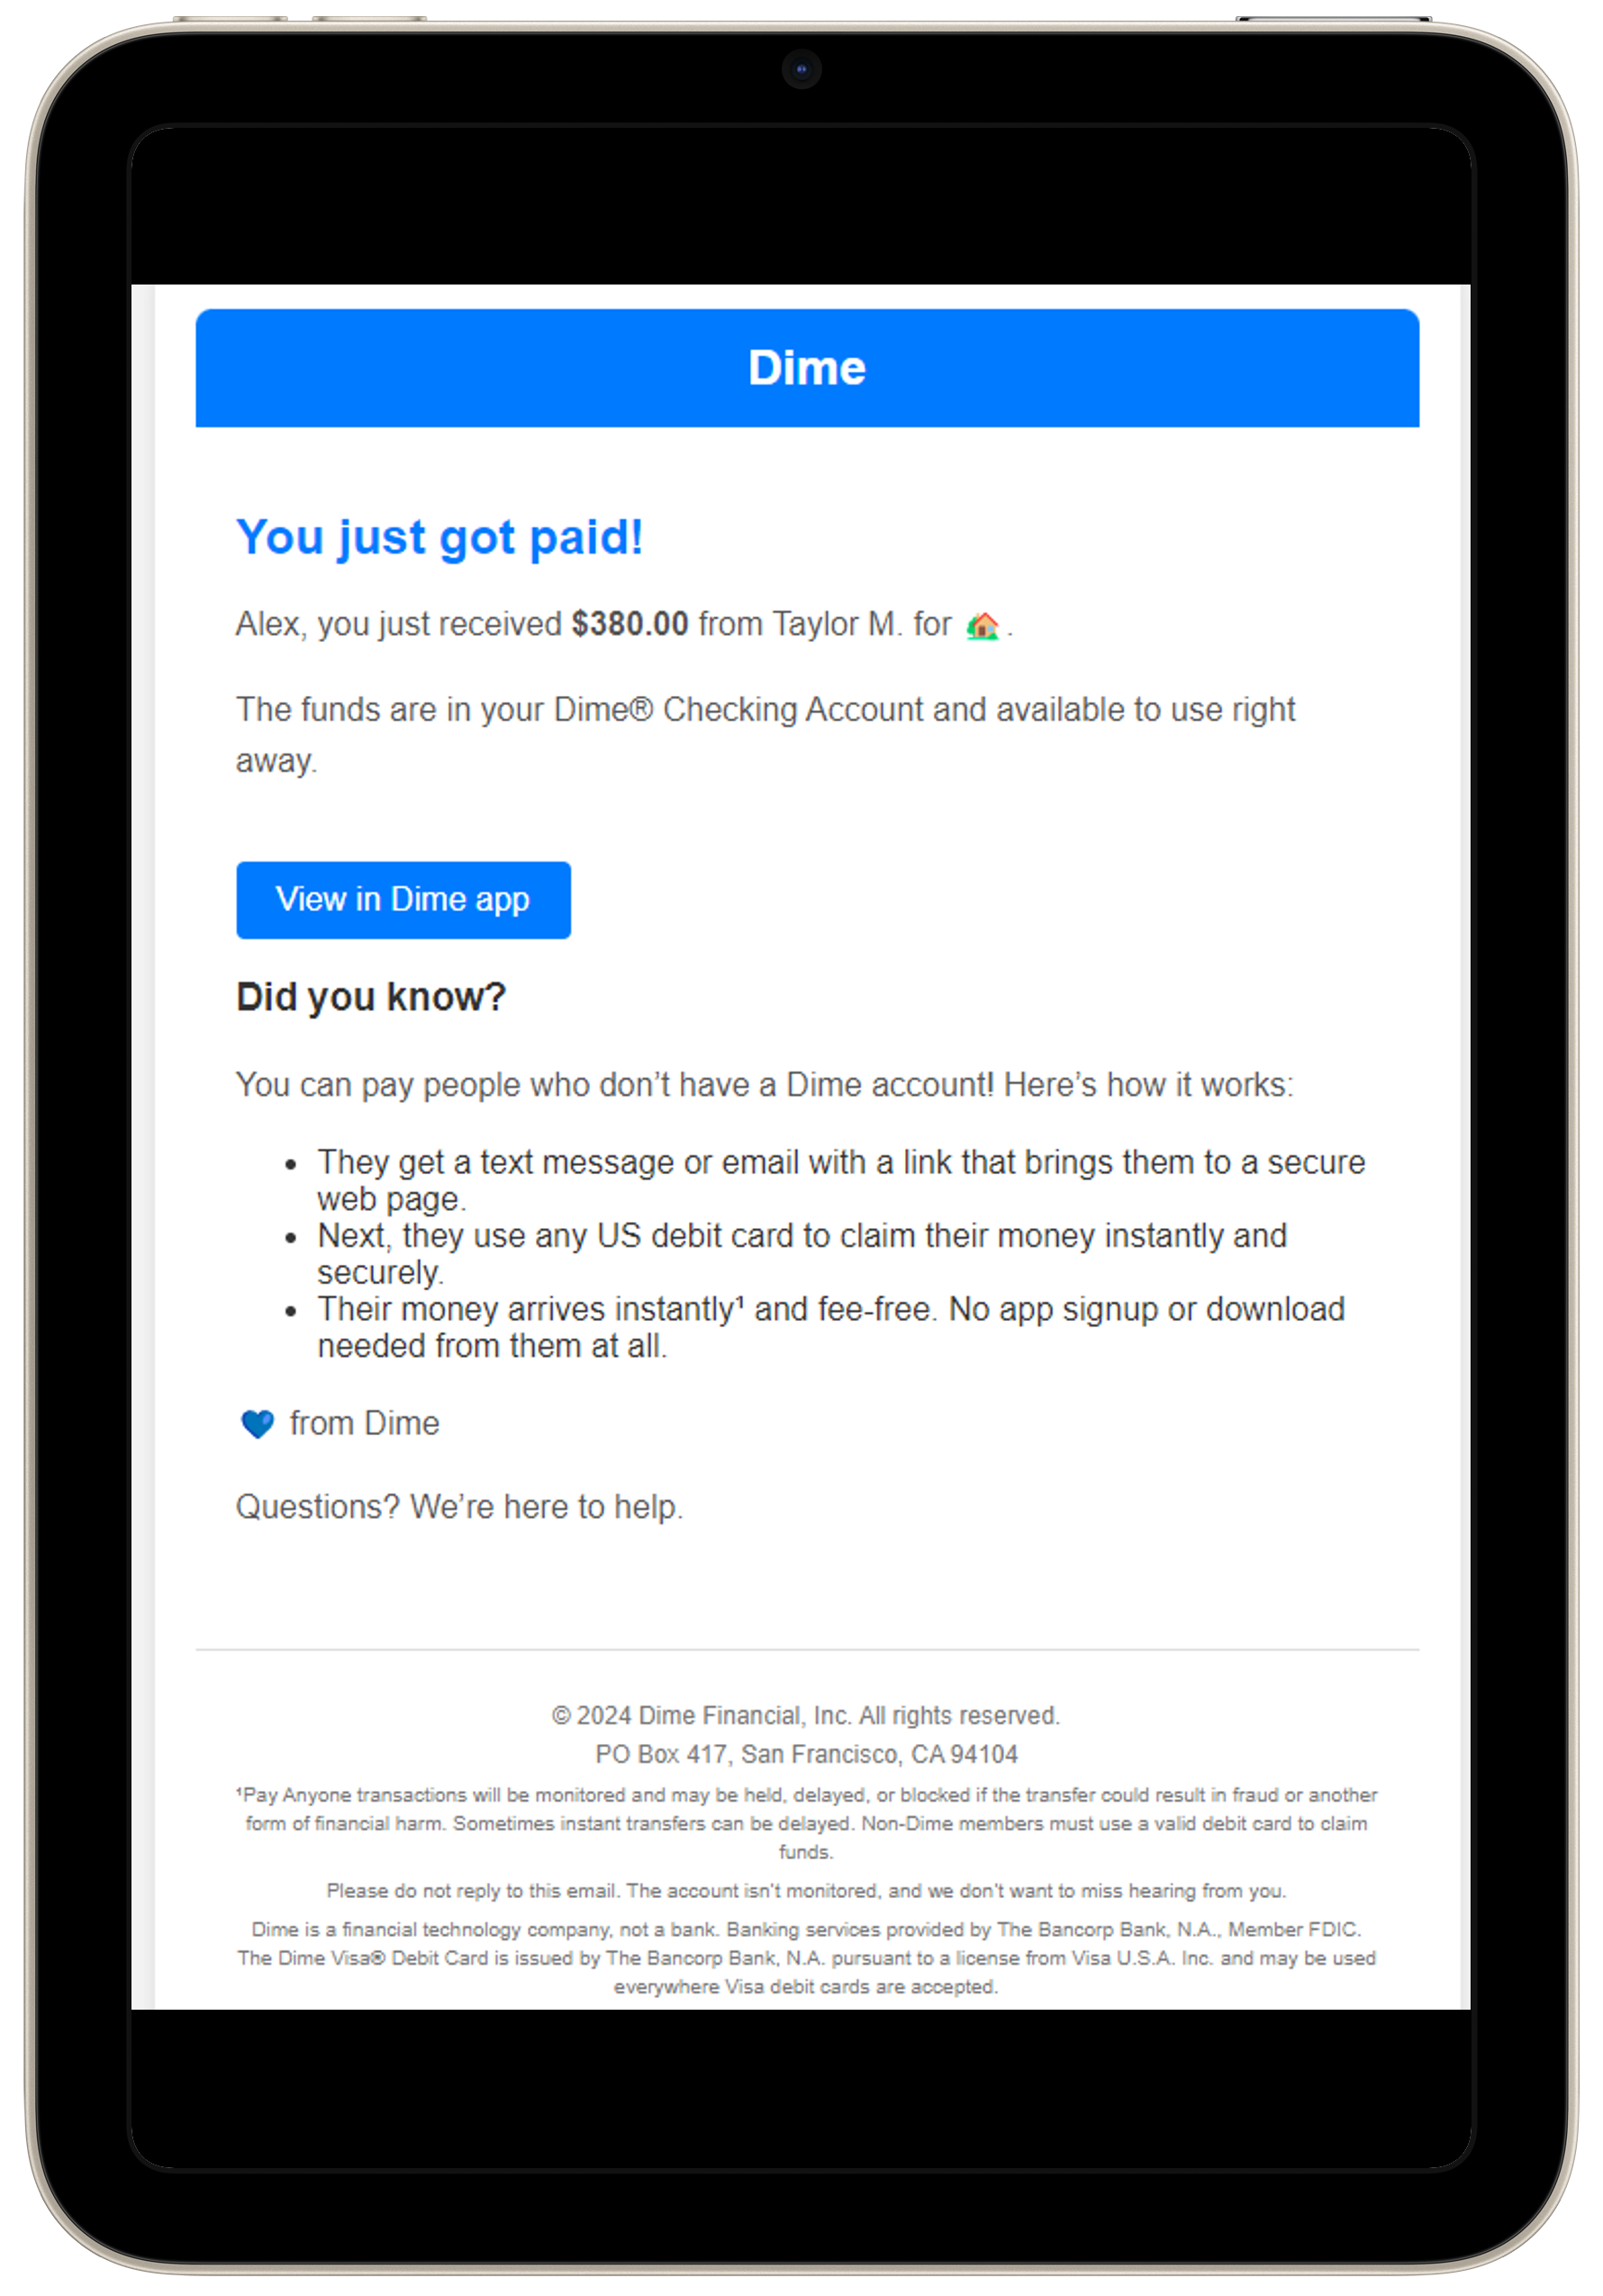 Dime
You just got paid!
Alex, you just received $380.00 from Taylor M. for 🏡.
The funds are in your Dime® Checking Account and available to use right
away.
View in Dime app
Did you know?
You can pay people who don’t have a Dime account! Here’s how it works:
• They get a text message or email with a link that brings them to a secure
web page.
• Next, they use any US debit card to claim their money instantly and
securely.
• Their money arrives instantly¹ and fee-free. No app signup or download
needed from them at all.
💙 from Dime
Questions? We’re here to help.
© 2024 Dime Financial, Inc. All rights reserved.
PO Box 417, San Francisco, CA 94104
¹Pay Anyone transactions will be monitored and may be held, delayed, or blocked if the transfer could result in fraud or another
form of financial harm. Sometimes instant transfers can be delayed. Non-Dime members must use a valid debit card to claim
funds.
Please do not reply to this email. The account isn't monitored, and we don't want to miss hearing from you.
Dime is a financial technology company, not a bank. Banking services provided by The Bancorp Bank, N.A., Member FDIC.
The Dime Visa® Debit Card is issued by The Bancorp Bank, N.A. pursuant to a license from Visa U.S.A. Inc. and may be used
everywhere Visa debit cards are accepted.